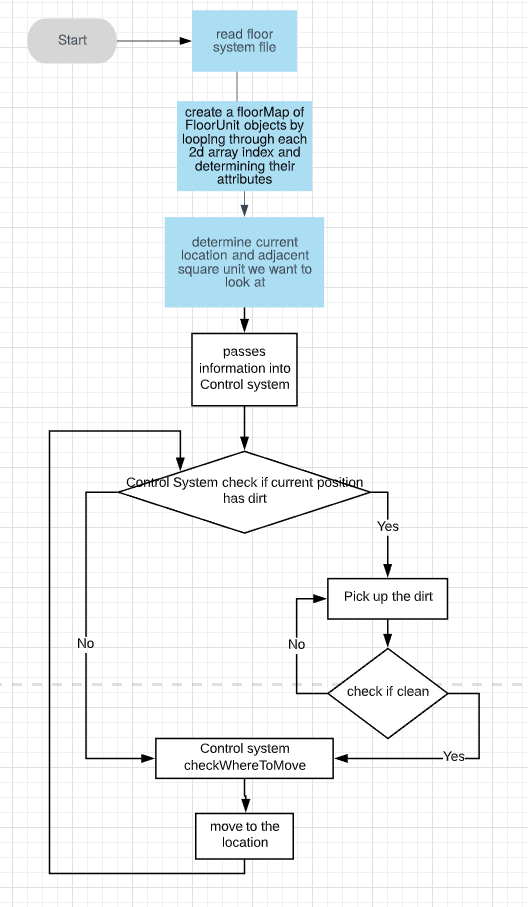 Start
read floor
system file
create a floorMap of
FloorUnit objects by
looping through each
2d array index and
determining their
attributes
determine current
location and adjacent
square unit we want to
look at
passes
information into
Control system
Control System check if current position
has dirt
Yes
Pick up the dirt
No
No
check if clean
Yes
Control system
checkWhereToMove
move to the
location